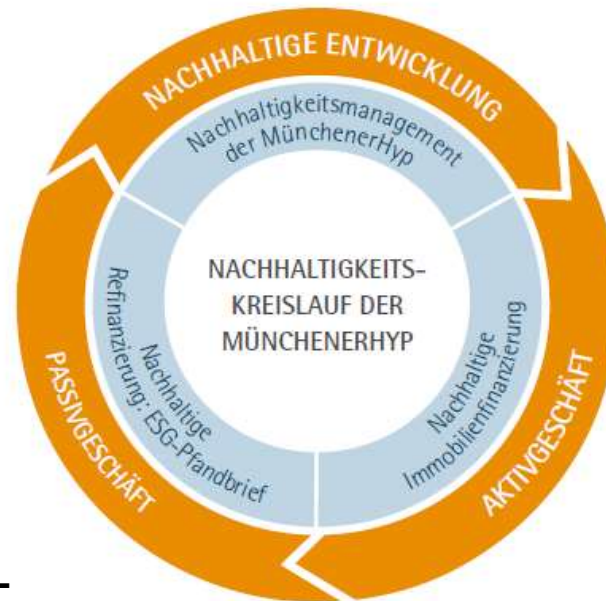 NACHHALTIGE ENTWICKLUNG
Nachhaltigkeitsmanagement
der MünchenerHyp
NACHHALTIGKEITS-
KREISLAUF DER
MÜNCHENERHYP
Nachhaltige
Immobilienfinanzierung
AKTIVGESCHÄFT
Nachhaltige
Refinanzierung: ESG-Pfandbrief
PASSIVGESCHÄFT